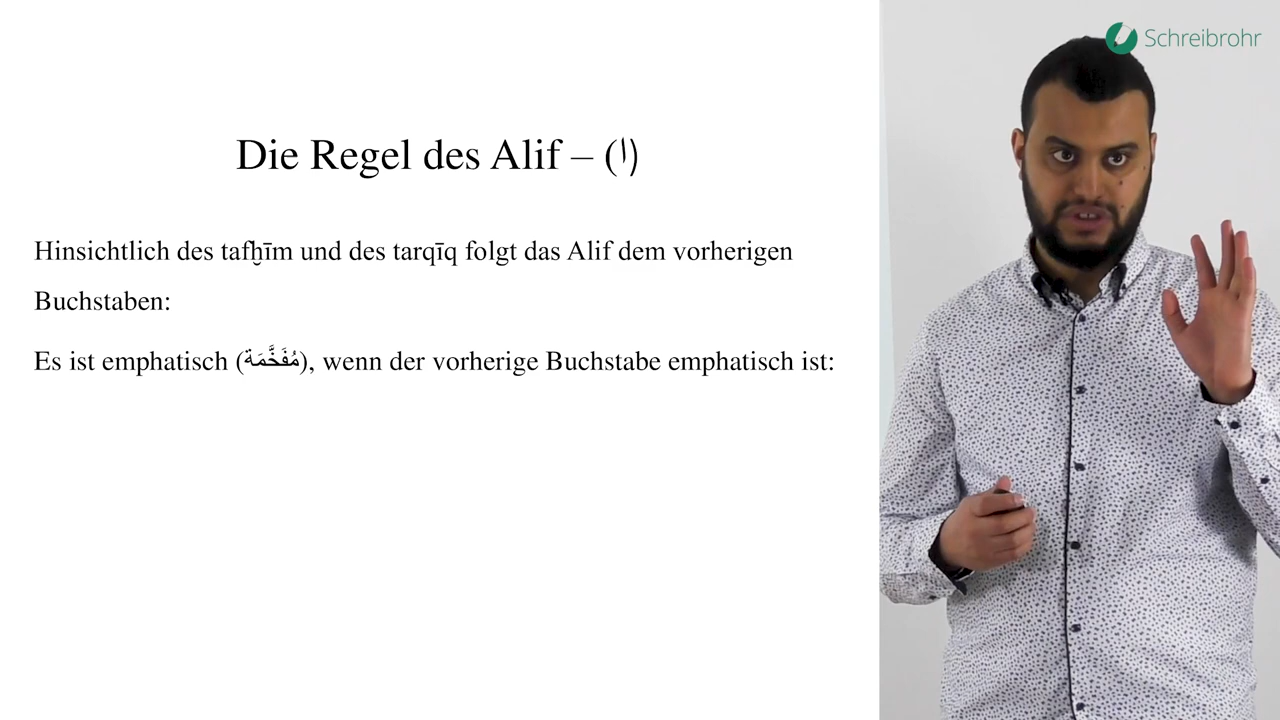 Schreibrohr
Die Regel des Alif – (ا)
Hinsichtlich des tafḫīm und des tarqīq folgt das Alif dem vorherigen
Buchstaben:
Es ist emphatisch (مُفَخَّمَة), wenn der vorherige Buchstabe emphatisch ist: